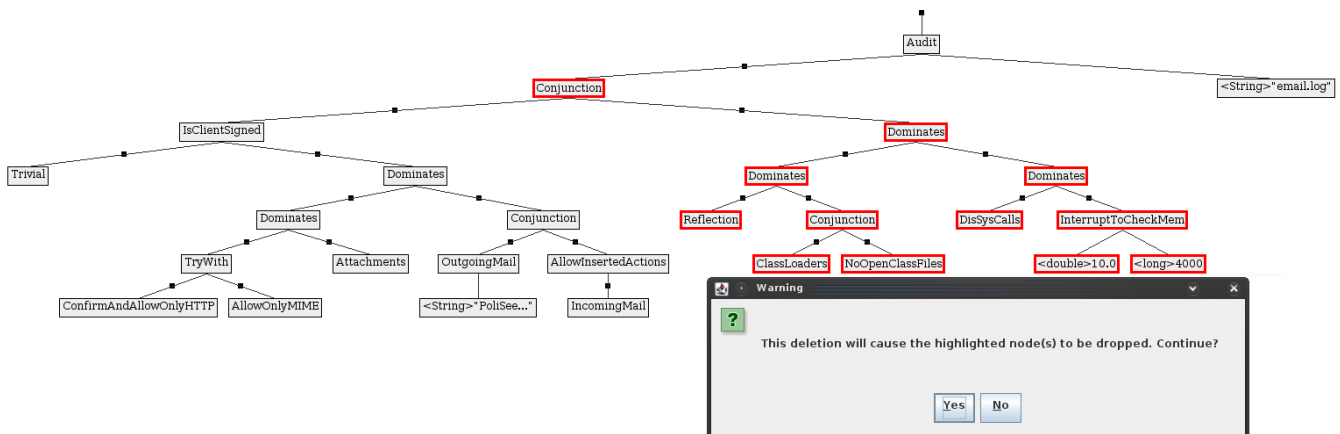 Audit
Conjunction
<String>"email.log"
IsClientSigned
Dominates
Trivial
Dominates
Dominates
Dominates
Dominates
Conjunction
Reflection
Conjunction
DisSysCalls
InterruptToCheckMem
TryWith
Attachments
OutgoingMail
AllowInsertedActions
ClassLoaders
NoOpenClassFiles
<double>10.0
<long>4000
ConfirmAndAllowOnlyHTTP
AllowOnlyMIME
<String>"PoliSee..."
IncomingMail
Warning
?
This deletion will cause the highlighted node(s) to be dropped. Continue?
Yes
No